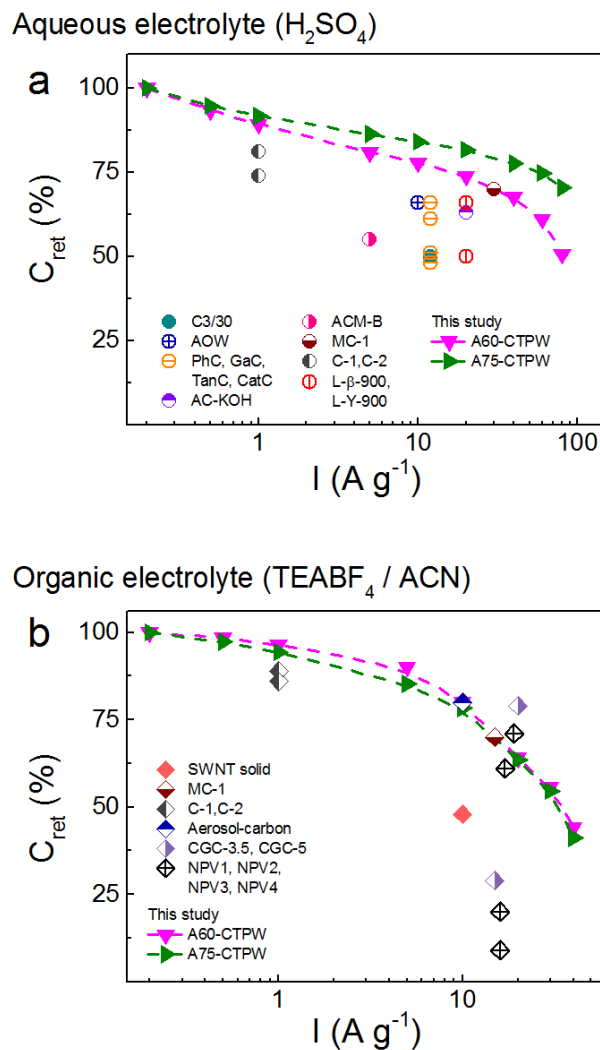 Aqueous electrolyte (H₂SO₄)
a
100
75
50
25
C_ret (%)
C3/30
AOW
PhC, GaC,
TanC, CatC
AC-KOH
ACM-B
MC-1
C-1,C-2
L-β-900,
L-Y-900
This study
A60-CTPW
A75-CTPW
1
10
100
I (A g⁻¹)
Organic electrolyte (TEABF₄ / ACN)
b
100
75
50
25
C_ret (%)
SWNT solid
MC-1
C-1,C-2
Aerosol-carbon
CGC-3.5, CGC-5
NPV1, NPV2,
NPV3, NPV4
This study
A60-CTPW
A75-CTPW
1
10
I (A g⁻¹)